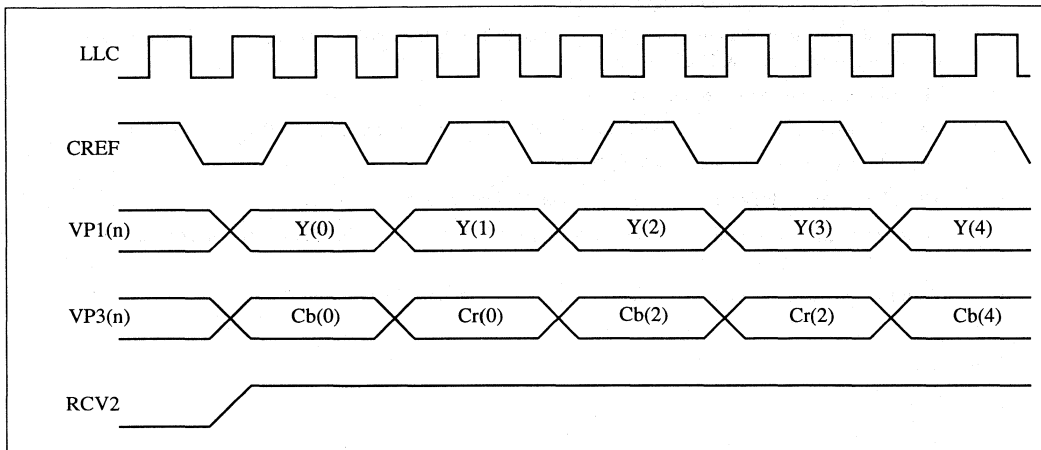 LLC
CREF
VP1(n) Y(0) Y(1) Y(2) Y(3) Y(4)
VP3(n) Cb(0) Cr(0) Cb(2) Cr(2) Cb(4)
RCV2